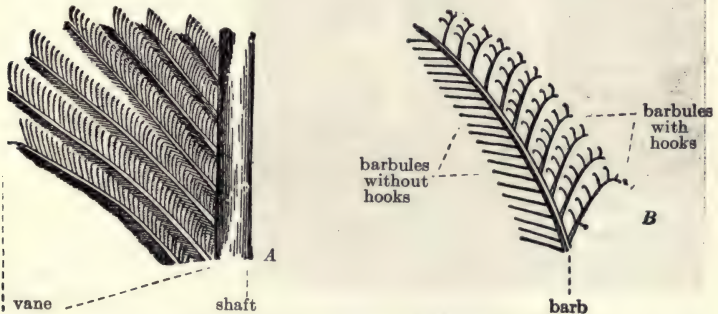 barbules
with
hooks
barbules
without
hooks
B
A
vane
shaft
barb